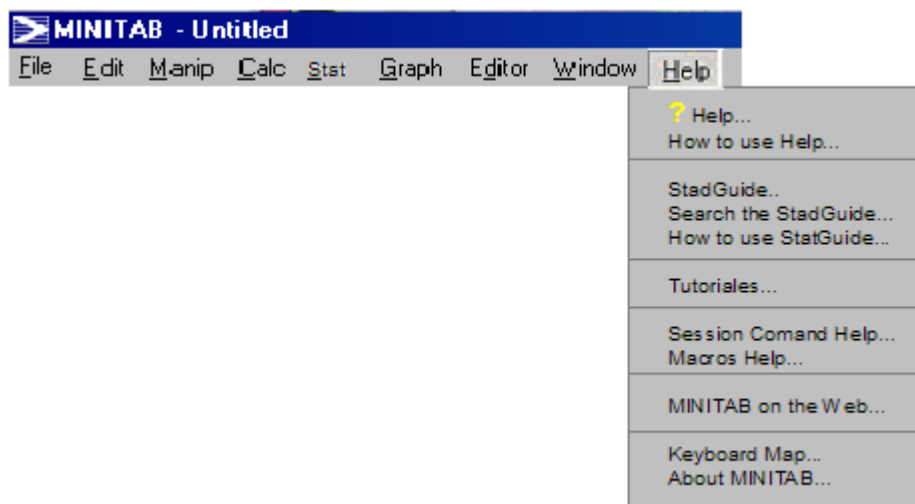 MINITAB - Untitled
File Edit Manip Calc Stat Graph Editor Window Help
? Help...
How to use Help...
StadGuide..
Search the StadGuide...
How to use StatGuide...
Tutoriales...
Session Comand Help...
Macros Help...
MINITAB on the Web...
Keyboard Map...
About MINITAB...